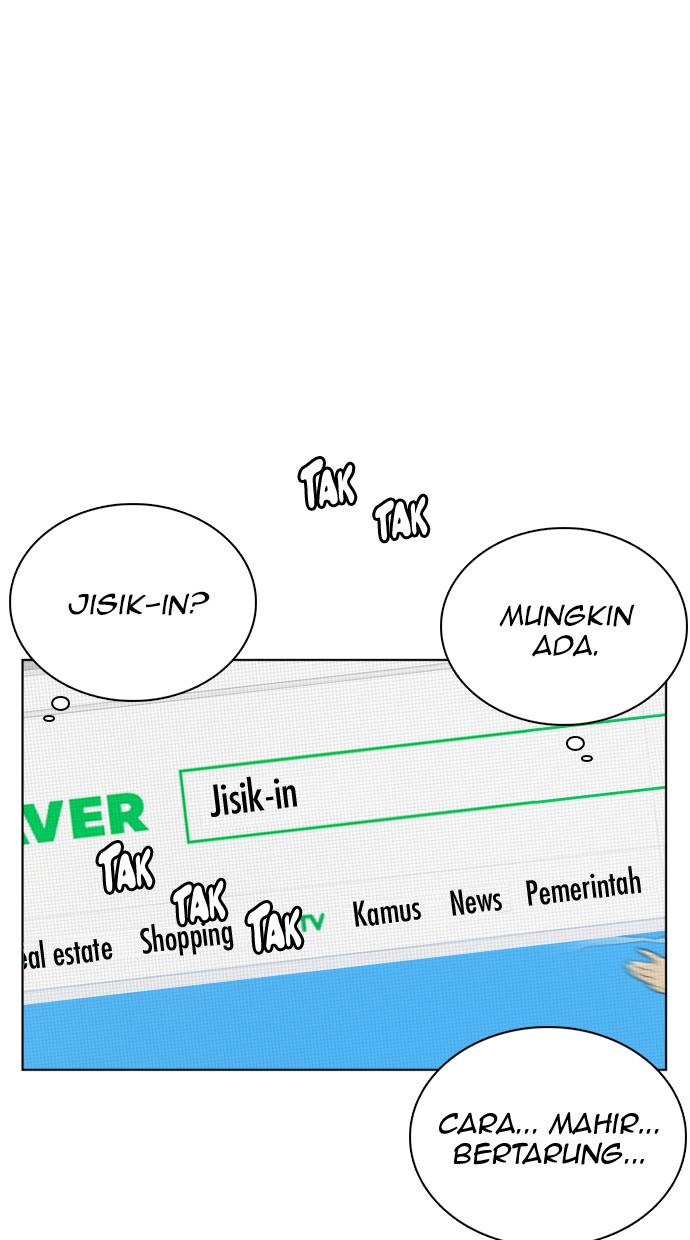 TAK
TAK
JISIK-IN?
MUNGKIN
ADA.
AVER
Jisik-in
TAK
TAK
TAK
eal estate Shopping TV Kamus News Pemerintah
CARA... MAHIR...
BERTARUNG...